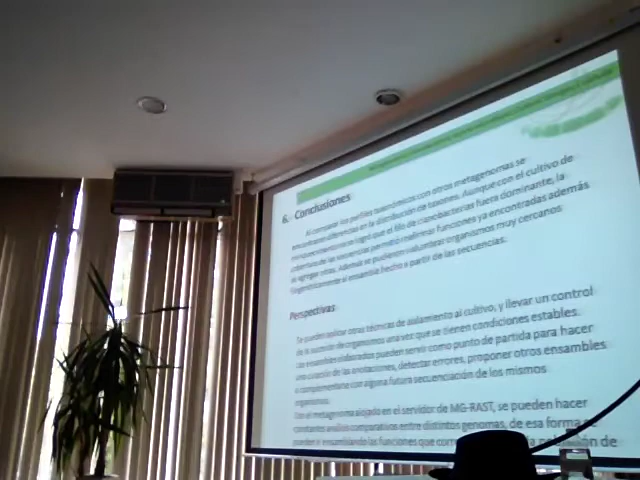 6. Conclusiones
Al comparar los perfiles taxonómicos con otros metagenomas se
encontraron diferencias en la distribución de taxones. Aunque con el cultivo de
se logró que el filo de cianobacterias fuera dominante, la
cobertura de las secuencias permitió reafirmar funciones ya encontradas además
de agregar otras. Además se pudieron vislumbrar organismos muy cercanos
filogenéticamente al ensamble hecho a partir de las secuencias.
Perspectivas
Se pueden realizar otras técnicas de aislamiento al cultivo, y llevar un control
de la sucesión de organismos una vez que se tienen condiciones estables.
Los ensambles elaborados pueden servir como punto de partida para hacer
una curación de las anotaciones, detectar errores, proponer otros ensambles
o complementarse con alguna futura secuenciación de los mismos
organismos.
Con el metagenoma alojado en el servidor de MG-RAST, se pueden hacer
constantes análisis comparativos entre distintos genomas, de esa forma se
pueden ir ensamblando las funciones que de